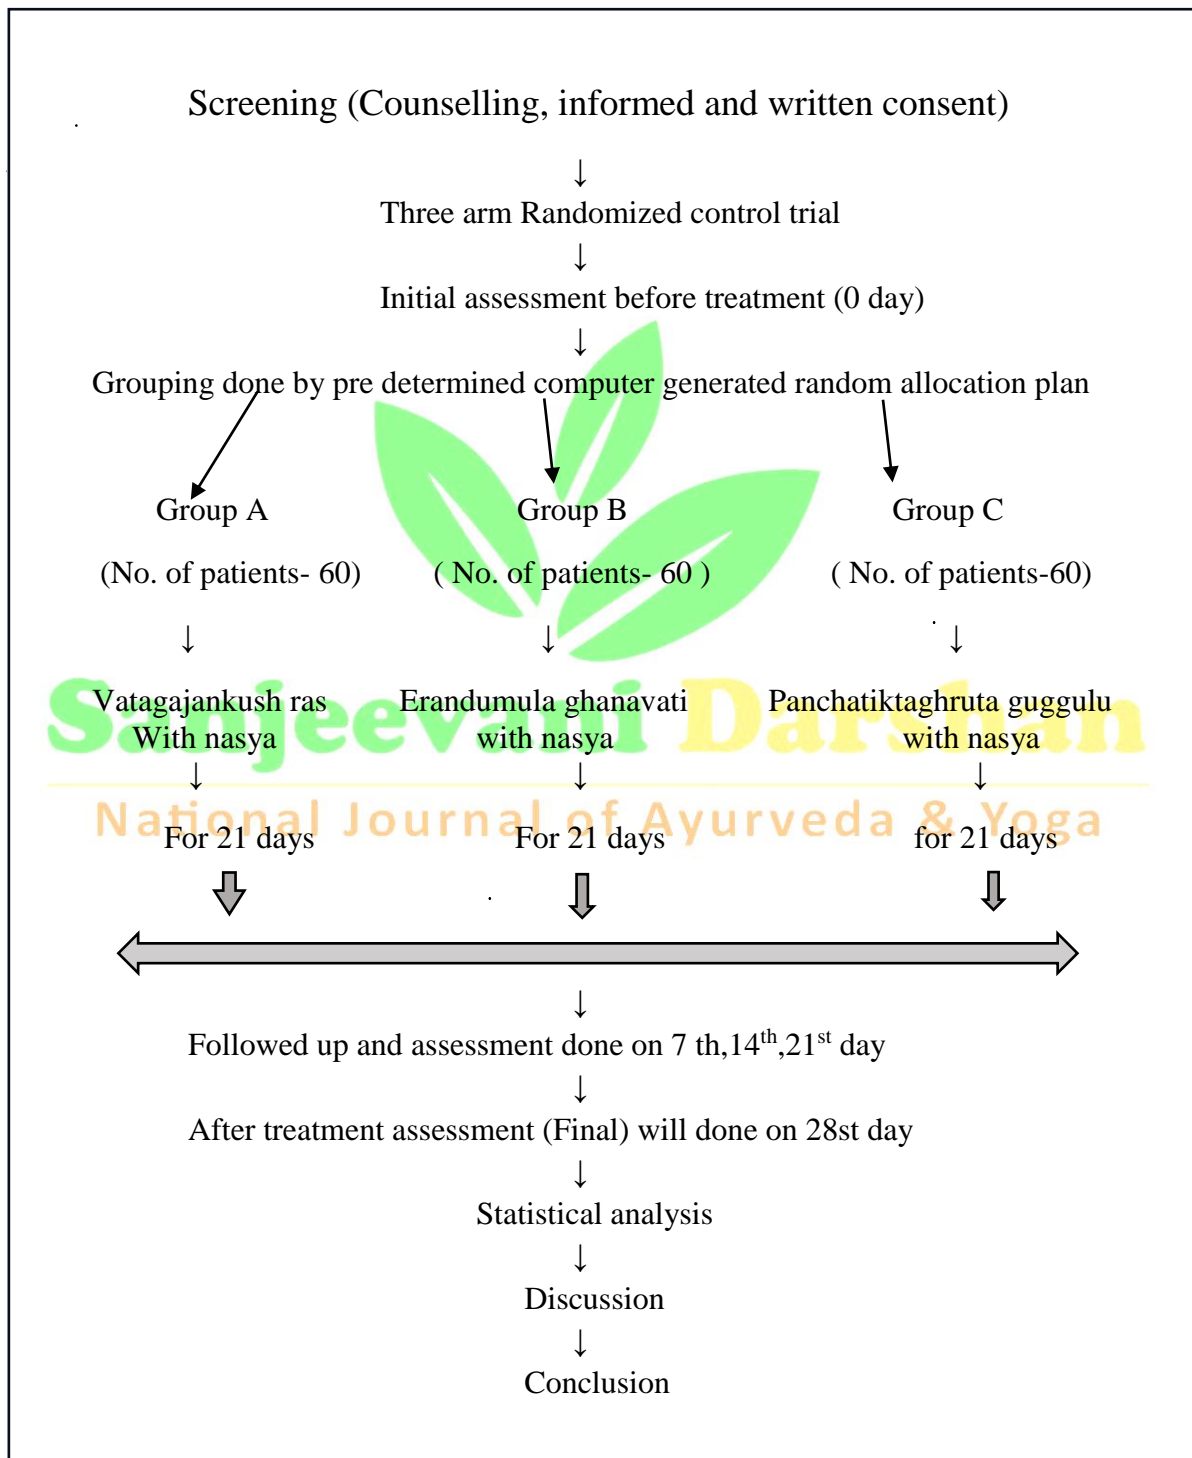 Screening (Counselling, informed and written consent)
↓
Three arm Randomized control trial
↓
Initial assessment before treatment (0 day)
↓
Grouping done by pre determined computer generated random allocation plan
Group A Group B Group C
(No. of patients- 60) ( No. of patients- 60 ) ( No. of patients-60)
↓ ↓ ↓
Vatagajankush ras Erandumula ghanavati Panchatiktaghruta guggulu
With nasya with nasya with nasya
Sanjeevani Darshan
↓ ↓ ↓
National Journal of Ayurveda & Yoga
For 21 days For 21 days for 21 days
↓
Followed up and assessment done on 7 th,14th,21st day
↓
After treatment assessment (Final) will done on 28st day
↓
Statistical analysis
↓
Discussion
↓
Conclusion